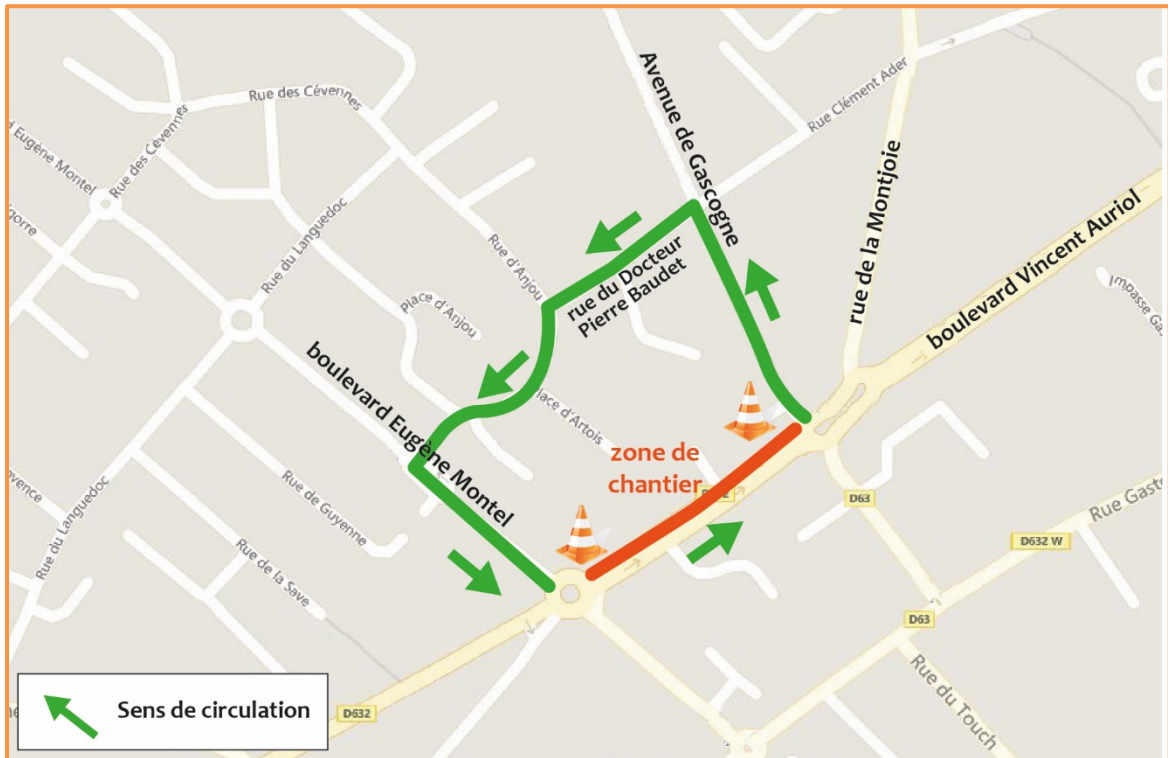 Rue des Cévennes
Avenue de Gascogne
Rue Clément Ader
d Eugène Montel
Rue des Cévennes
rue de la Montjoie
boulevard Vincent Auriol
Rue du Languedoc
Rue d'Anjou
rue du Docteur
Pierre Baudet
Place d'Anjou
boulevard Eugène Montel
Place d'Artois
zone de
chantier
D63
Rue Gasto
D632 W
Rue du Languedoc
Rue de Guyenne
Rue de la Save
D63
Rue du Touch
D632
Sens de circulation